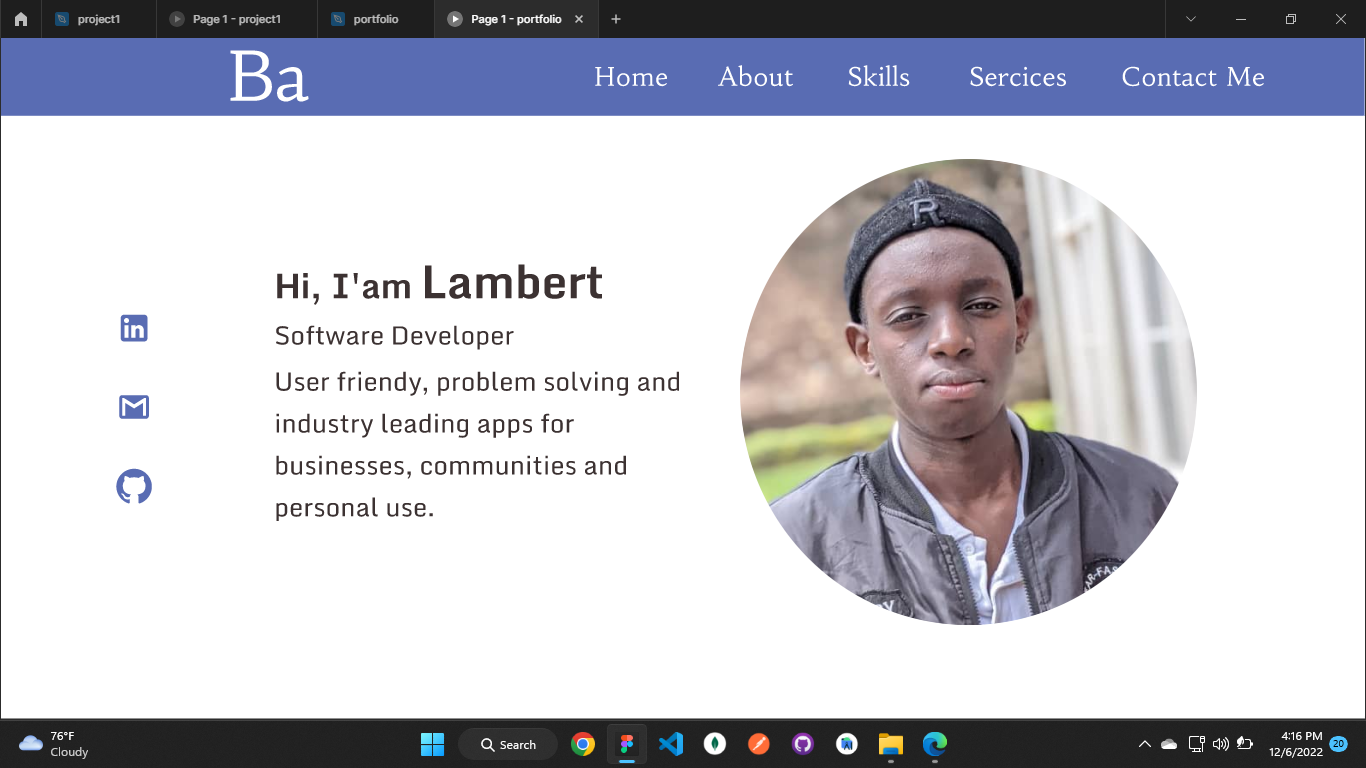 project1
Page 1 - project1
portfolio
Page 1 - portfolio
Ba
Home About Skills Sercices Contact Me
R
Hi, I'am Lambert
Software Developer
User friendy, problem solving and
industry leading apps for
businesses, communities and
personal use.
76°F
Cloudy
Search
4:16 PM
12/6/2022
20